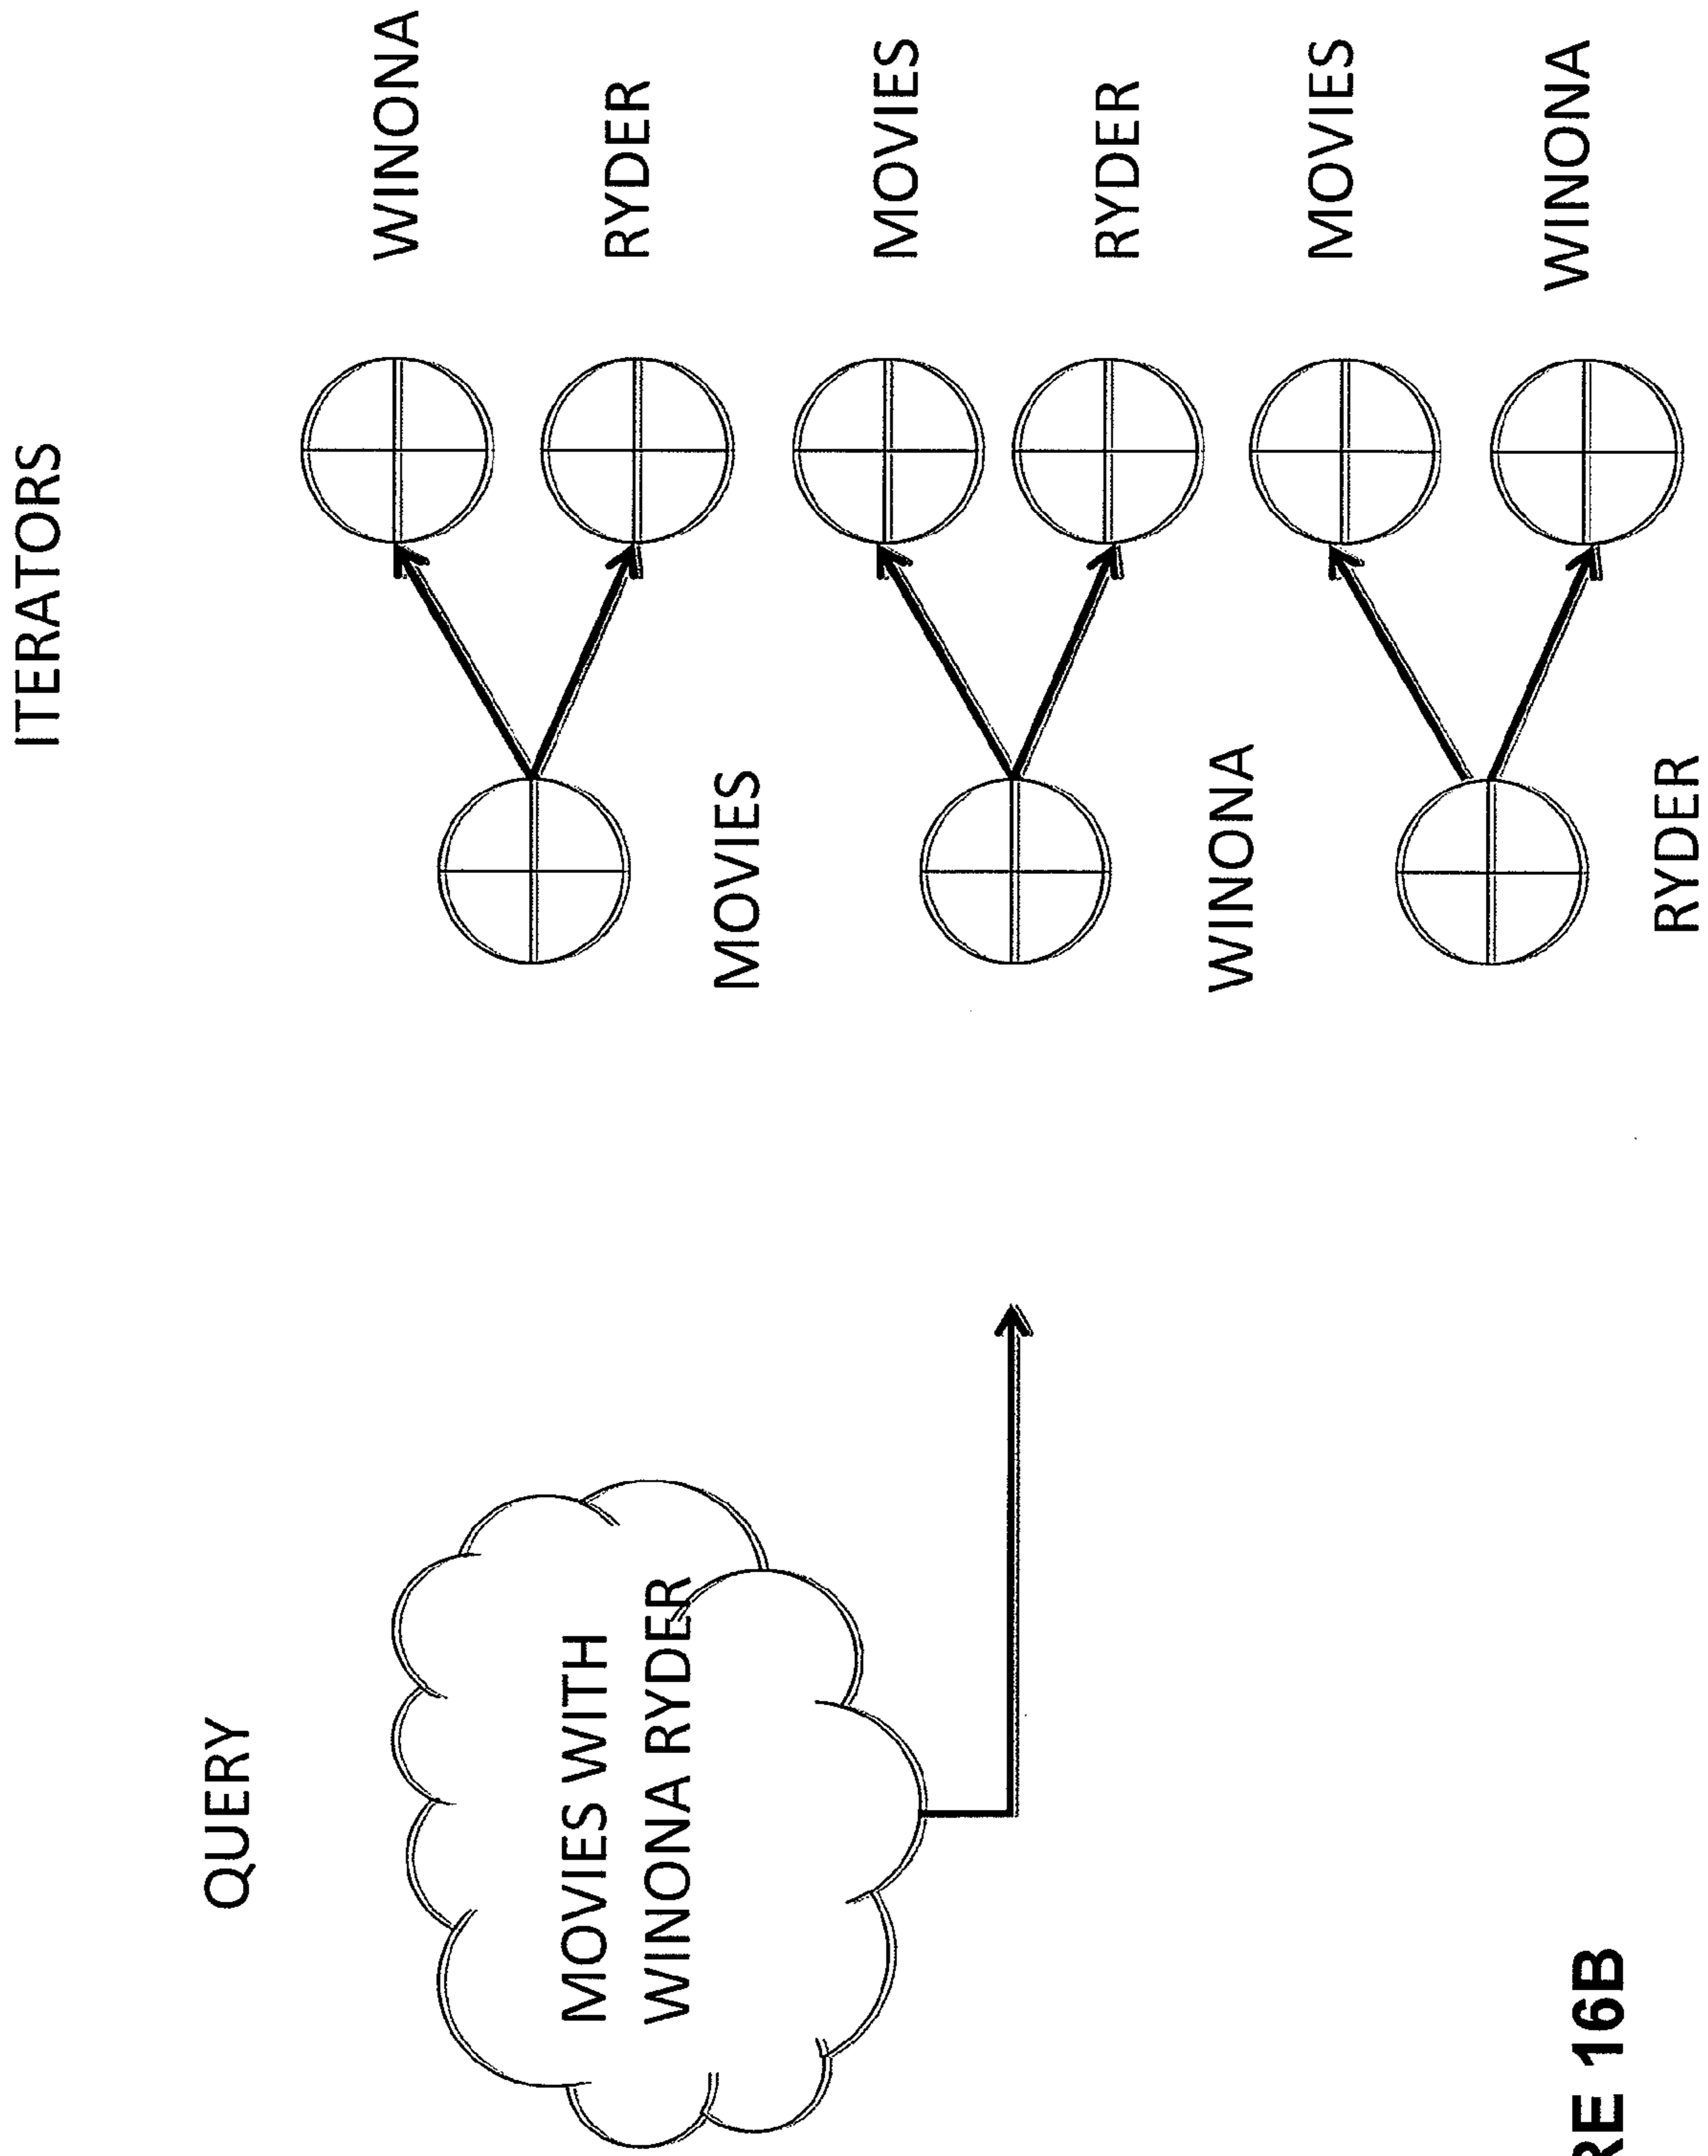 QUERY
ITERATORS
MOVIES WITH
WINONA RYDER
MOVIES
WINONA
RYDER
WINONA
MOVIES
RYDER
RYDER
MOVIES
WINONA
RE 16B